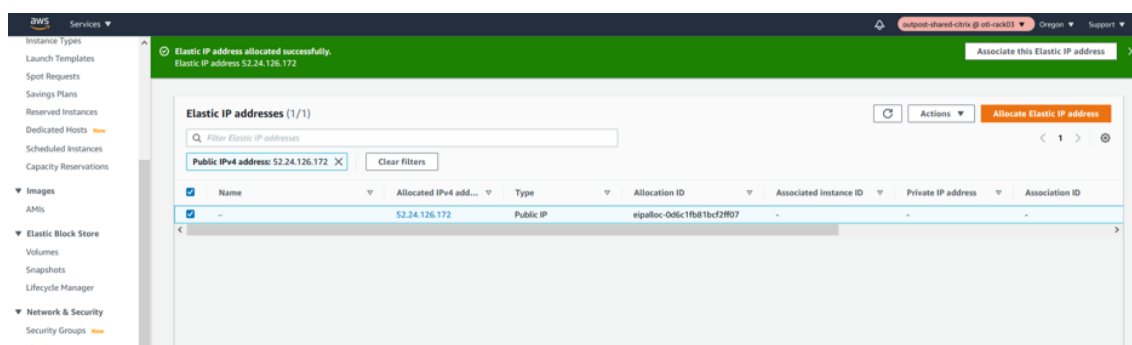 aws Services ▼ outpost-shared-citrix @ otl-rack03 ▼ Oregon ▼ Support ▼
Instance Types
Launch Templates
Spot Requests
Savings Plans
Reserved Instances
Dedicated Hosts New
Scheduled Instances
Capacity Reservations
▼ Images
AMIs
▼ Elastic Block Store
Volumes
Snapshots
Lifecycle Manager
▼ Network & Security
Security Groups New
Elastic IP address allocated successfully.
Elastic IP address 52.24.126.172
Associate this Elastic IP address
Elastic IP addresses (1/1)
Actions ▼ Allocate Elastic IP address
Filter Elastic IP addresses
< 1 >
Public IPv4 address: 52.24.126.172 X Clear filters
Name Allocated IPv4 add... Type Allocation ID Associated instance ID Private IP address Association ID
- 52.24.126.172 Public IP eipalloc-0d6c1fb81bcf2ff07 - - -